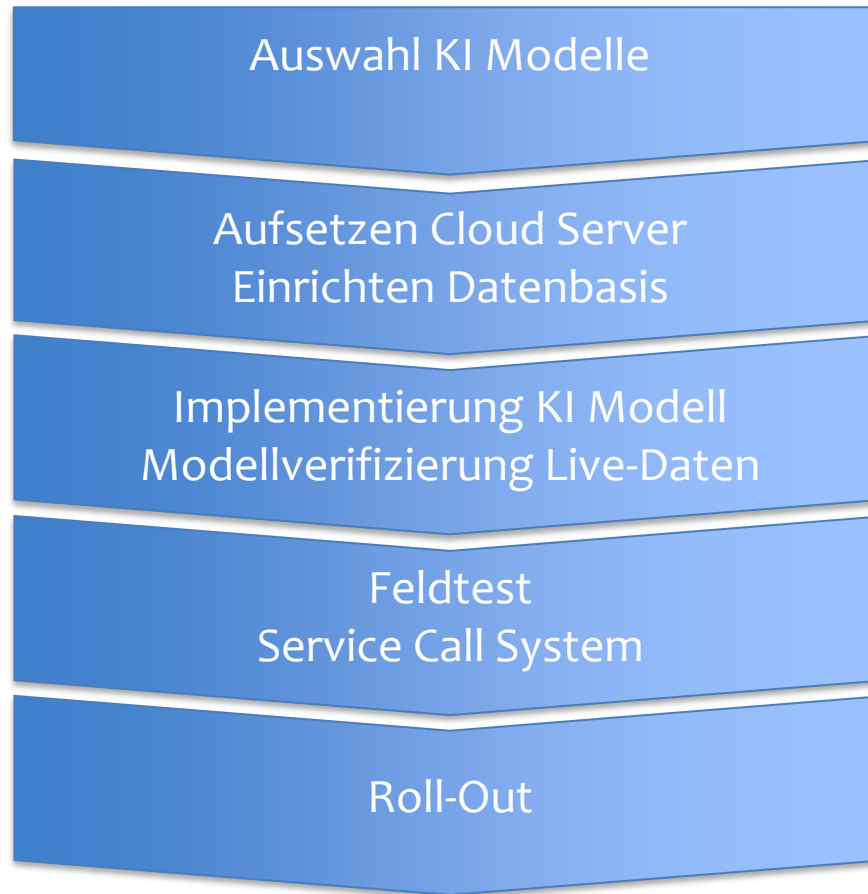 Auswahl KI Modelle
Aufsetzen Cloud Server
Einrichten Datenbasis
Implementierung KI Modell
Modellverifizierung Live-Daten
Feldtest
Service Call System
Roll-Out